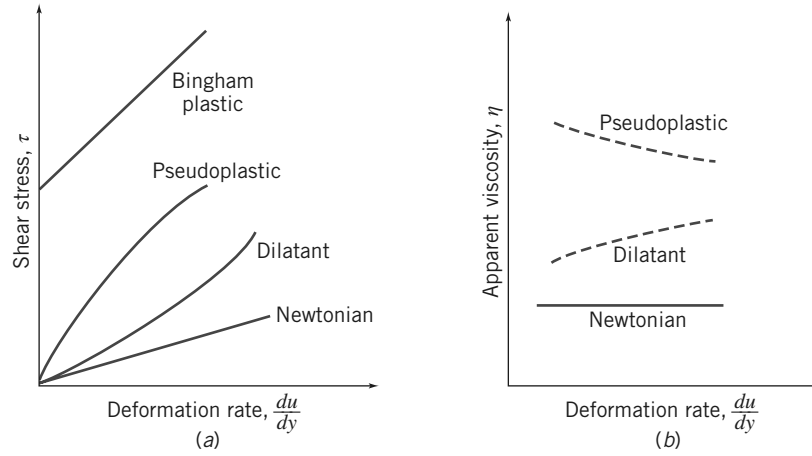 Shear stress, τ
Bingham
plastic
Pseudoplastic
Dilatant
Newtonian
Deformation rate, du/dy
(a)
Apparent viscosity, η
Pseudoplastic
Dilatant
Newtonian
Deformation rate, du/dy
(b)